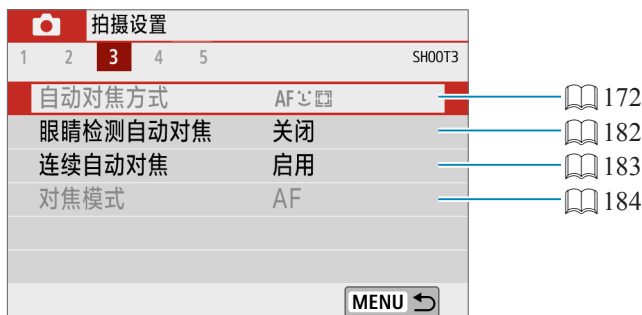 拍摄设置
1 2 3 4 5 SHOOT3
自动对焦方式 AF 172
眼睛检测自动对焦 关闭 182
连续自动对焦 启用 183
对焦模式 AF 184
MENU